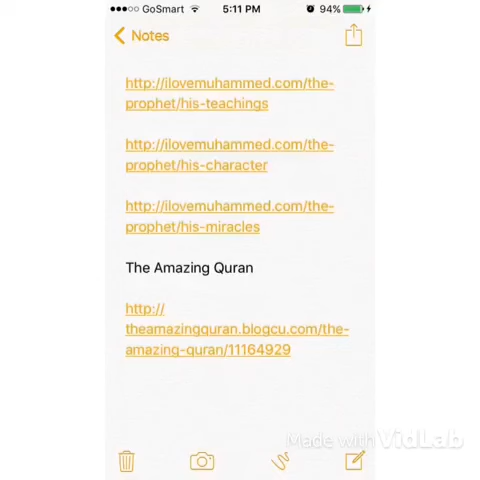 GoSmart 5:11 PM 94%
Notes
http://ilovemuhammed.com/the-
prophet/his-teachings
http://ilovemuhammed.com/the-
prophet/his-character
http://ilovemuhammed.com/the-
prophet/his-miracles
The Amazing Quran
http://
theamazingquran.blogcu.com/the-
amazing-quran/11164929
Made with VidLab